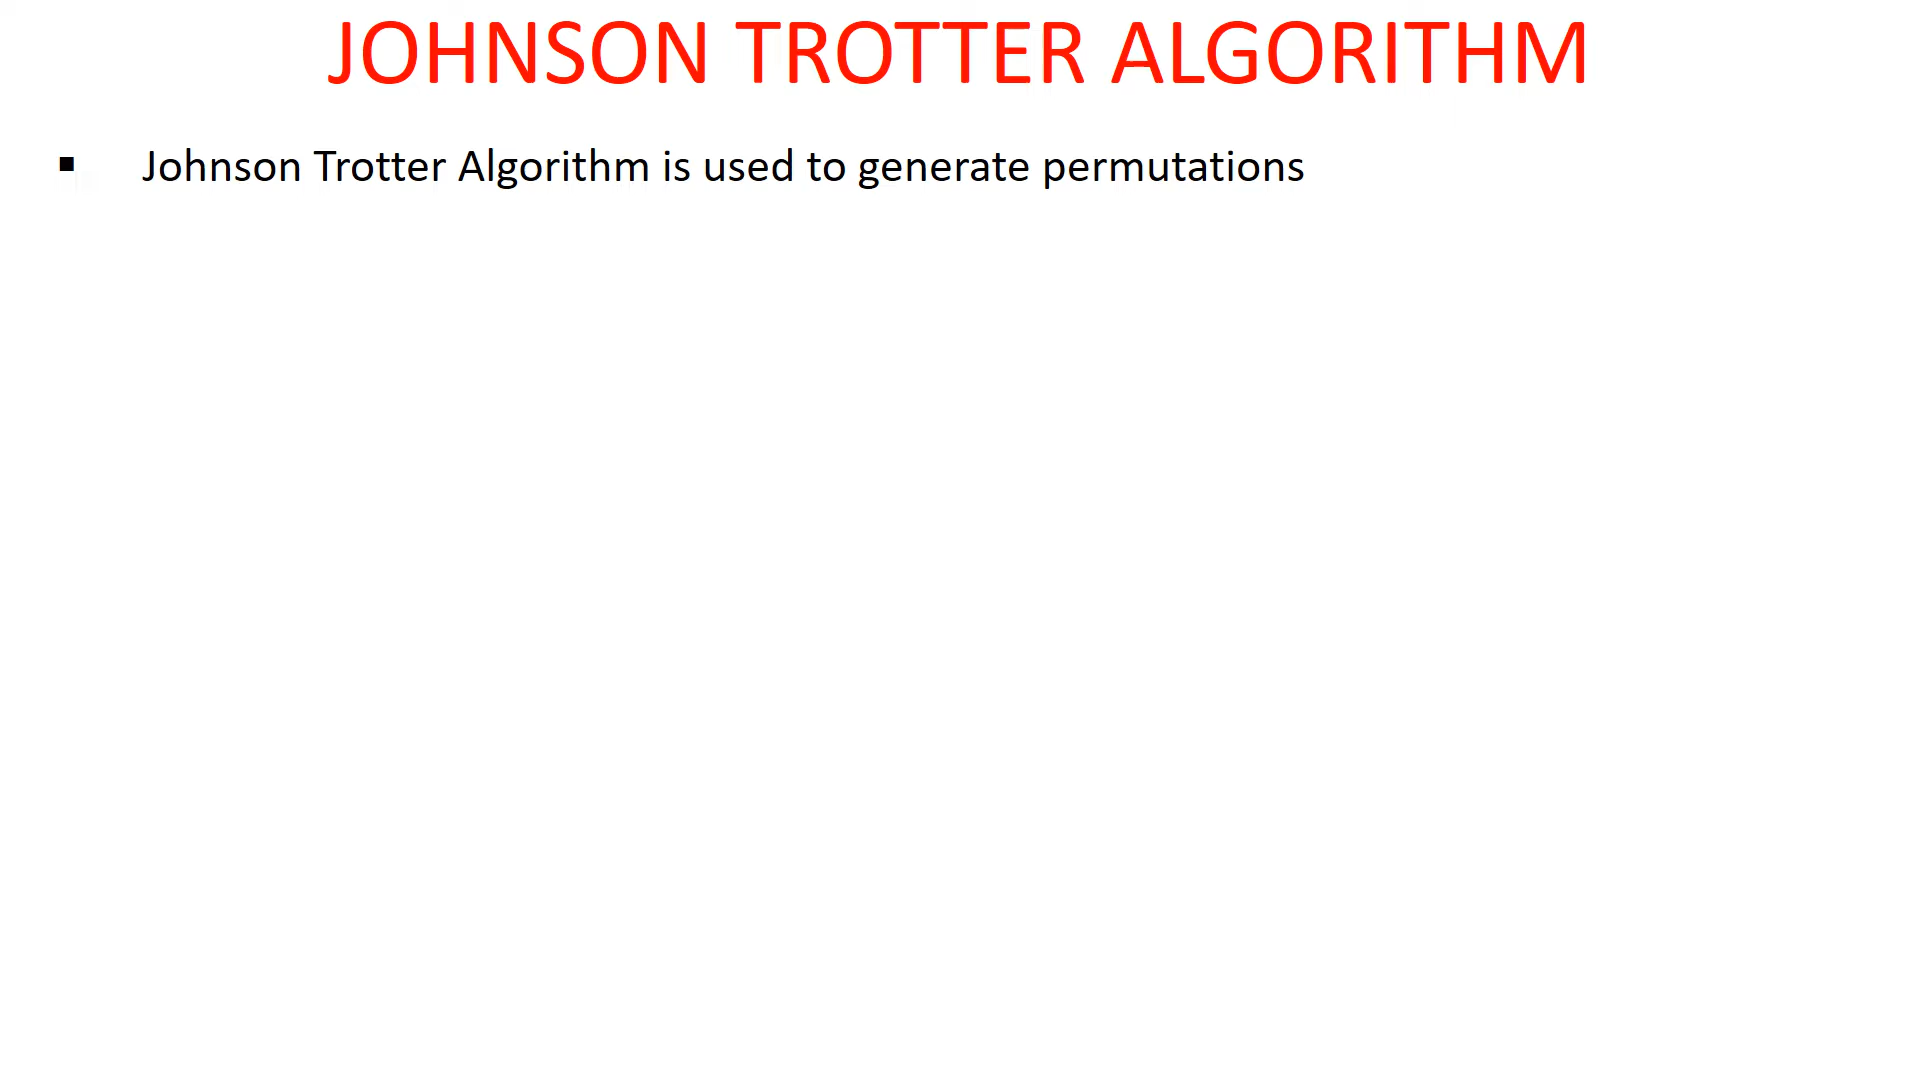 JOHNSON TROTTER ALGORITHM
▪ Johnson Trotter Algorithm is used to generate permutations